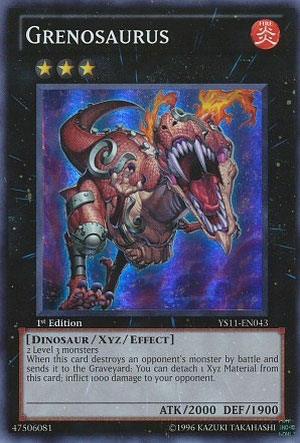 GRENOSAURUS
FIRE
炎
1st Edition
YS11-EN043
[DINOSAUR/XYZ/EFFECT]
2 Level 3 monsters
When this card destroys an opponent's monster by battle and
sends it to the Graveyard: You can detach 1 Xyz Material from
this card; inflict 1000 damage to your opponent.
ATK/2000 DEF/1900
47506081
©1996 KAZUKI TAKAHASHI